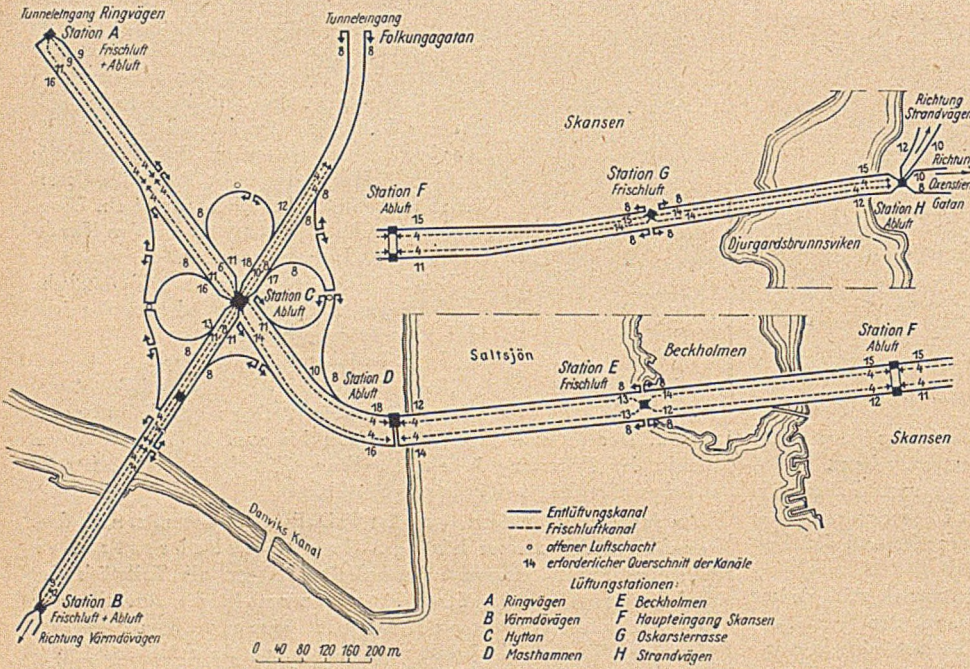 Tunneleingang Ringvägen
Station A
Frischluft
+ Abluft
Tunneleingang
Folkungagatan
Skansen
Station F
Abluft
Station G
Frischluft
Richtung
Strandvägen
Richtung
Oxenstiern
Gatan
Station H
Abluft
Djurgardsbrunnsviken
Station C
Abluft
Station D
Abluft
Saltsjön
Station E
Frischluft
Beckholmen
Station F
Abluft
Skansen
Danviks Kanal
Station B
Frischluft + Abluft
Richtung Värmdövägen
Entlüftungskanal
Frischluftkanal
offener Luftschacht
14 erforderlicher Querschnitt der Kanäle
Lüftungstationen:
A Ringvägen
B Värmdövägen
C Hyttan
D Masthamnen
E Beckholmen
F Haupteingang Skansen
G Oskarsterrasse
H Strandvägen
0 40 80 120 160 200 m.